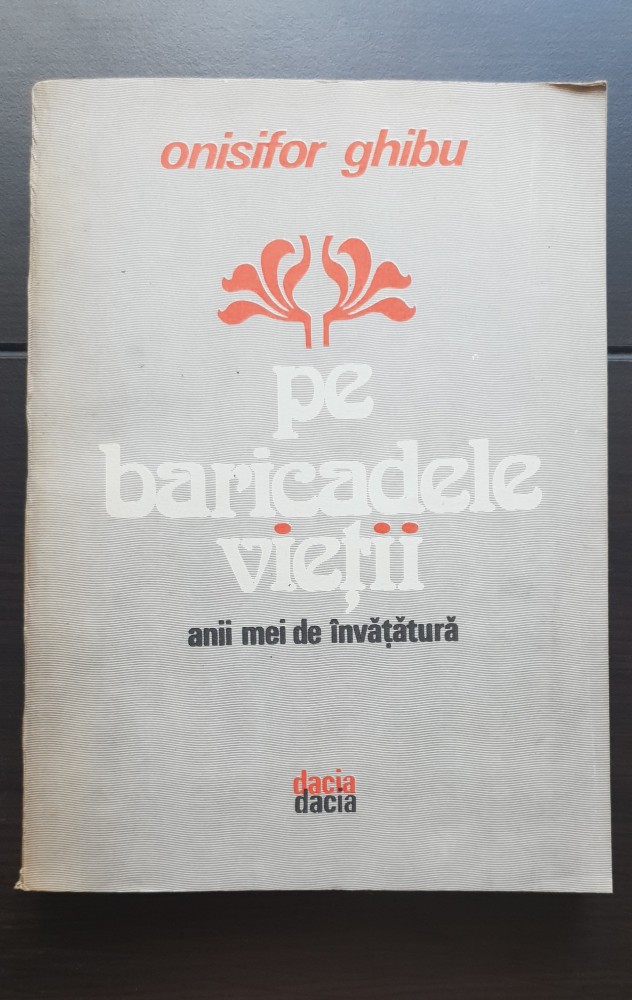 onisifor ghibu
pe
baricadele
vieții
anii mei de învățătură
dacia
dacia